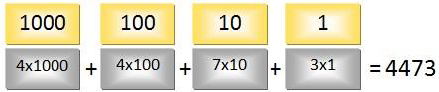 1000 100 10 1
4x1000 + 4x100 + 7x10 + 3x1 = 4473